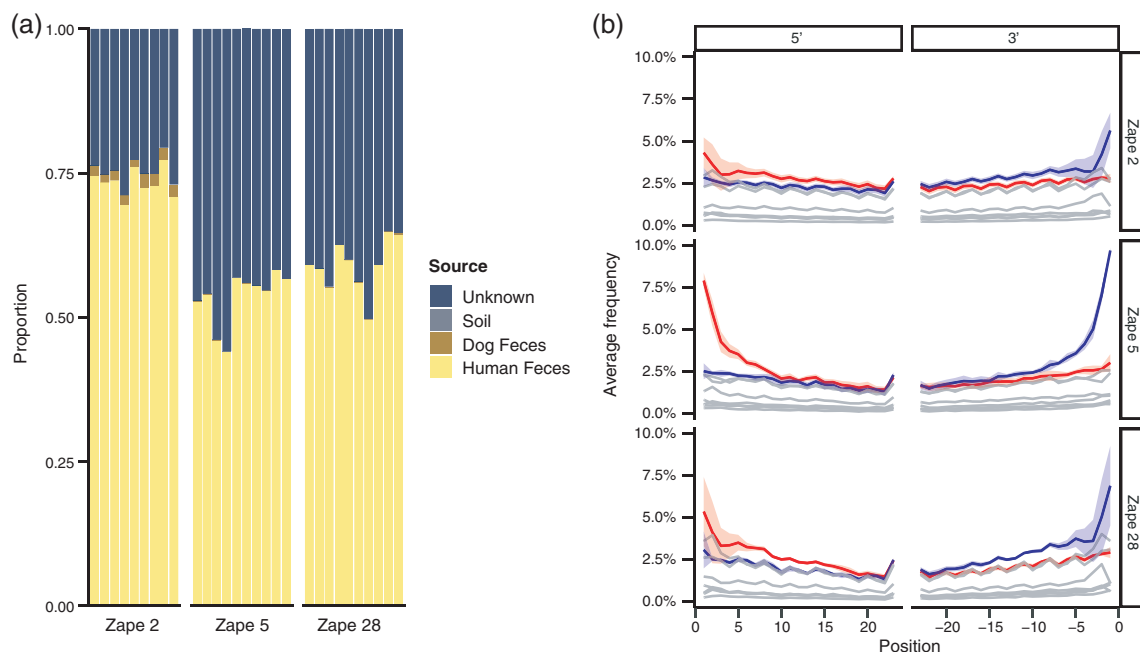 (a)
1.00
0.75
0.50
0.25
0.00
Proportion
Zape 2
Zape 5
Zape 28
Source
Unknown
Soil
Dog Feces
Human Feces
(b)
5’
3’
10.0%
7.5%
5.0%
2.5%
0.0%
Zape 2
10.0%
7.5%
5.0%
2.5%
0.0%
Zape 5
10.0%
7.5%
5.0%
2.5%
0.0%
Zape 28
Average frequency
0 5 10 15 20 −20 −15 −10 −5 0
Position
Position